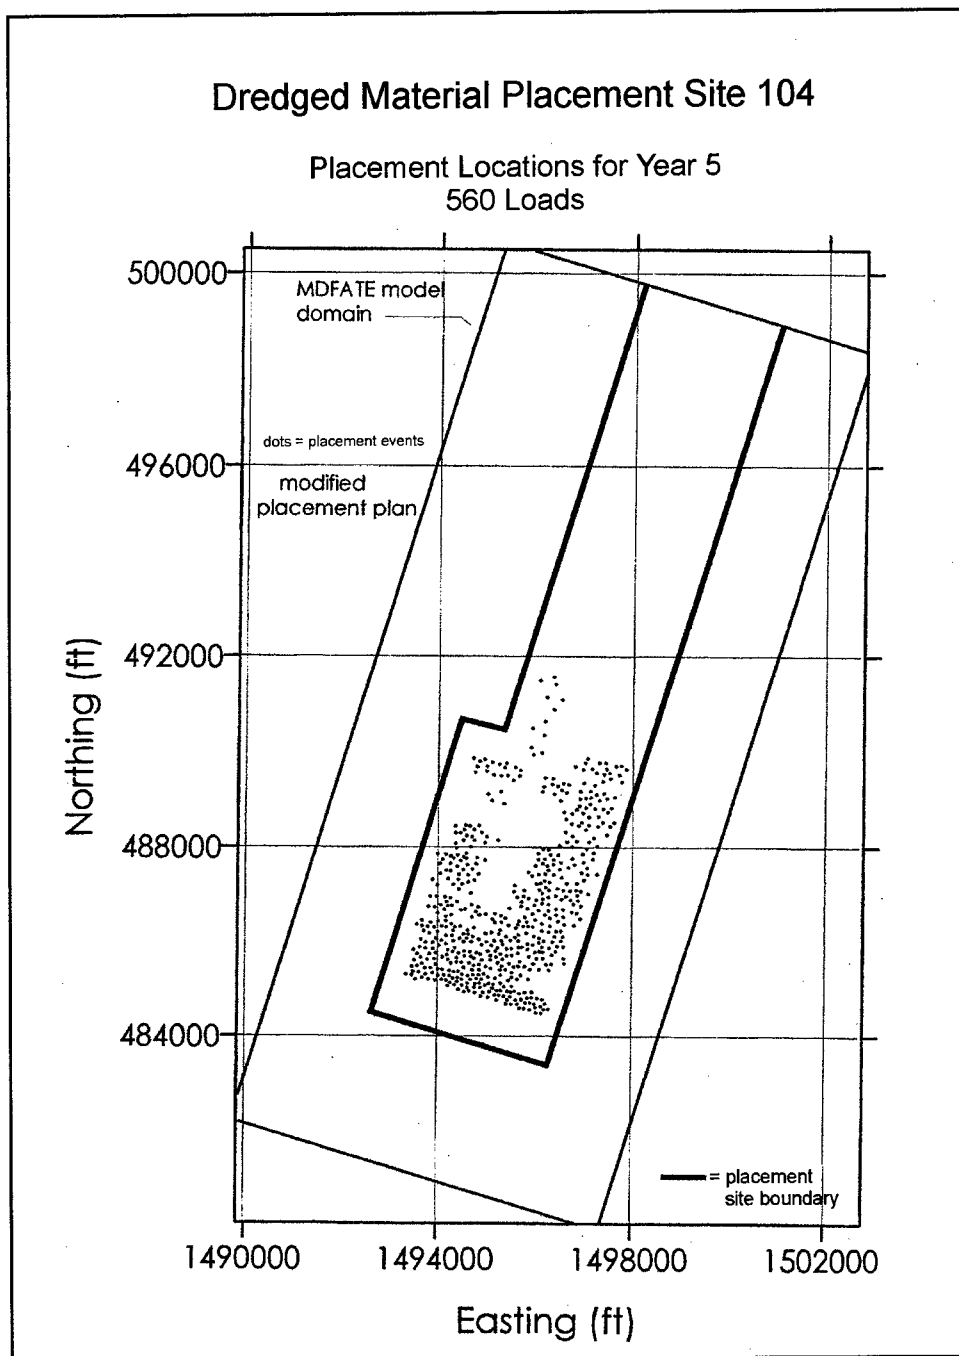 Dredged Material Placement Site 104
Placement Locations for Year 5
560 Loads
500000
MDFATE model
domain
dots = placement events
496000
modified
placement plan
492000
Northing (ft)
488000
484000
= placement
site boundary
1490000
1494000
1498000
1502000
Easting (ft)